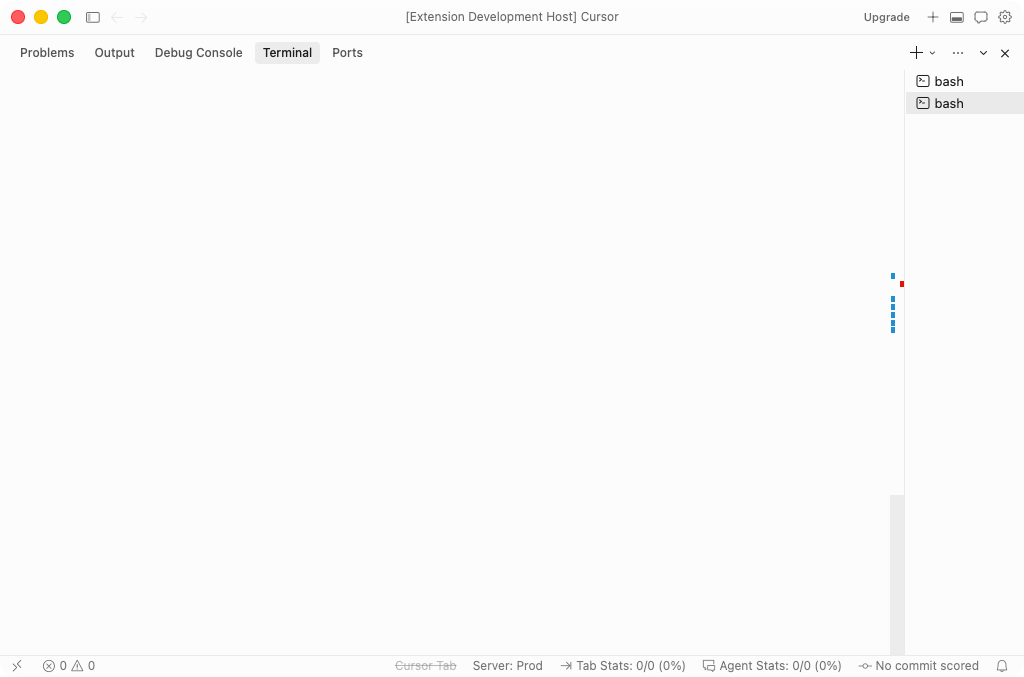 [Extension Development Host] Cursor
Upgrade
Problems Output Debug Console Terminal Ports
bash
bash
0 0 Cursor Tab Server: Prod Tab Stats: 0/0 (0%) Agent Stats: 0/0 (0%) No commit scored